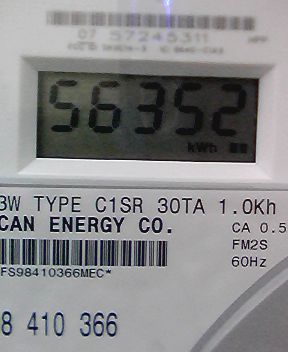 07 57245311
56352
kWh
3W TYPE C1SR 30TA 1.0Kh
CAN ENERGY CO.
CA 0.5
FM2S
FS98410366MEC*
60Hz
8 410 366